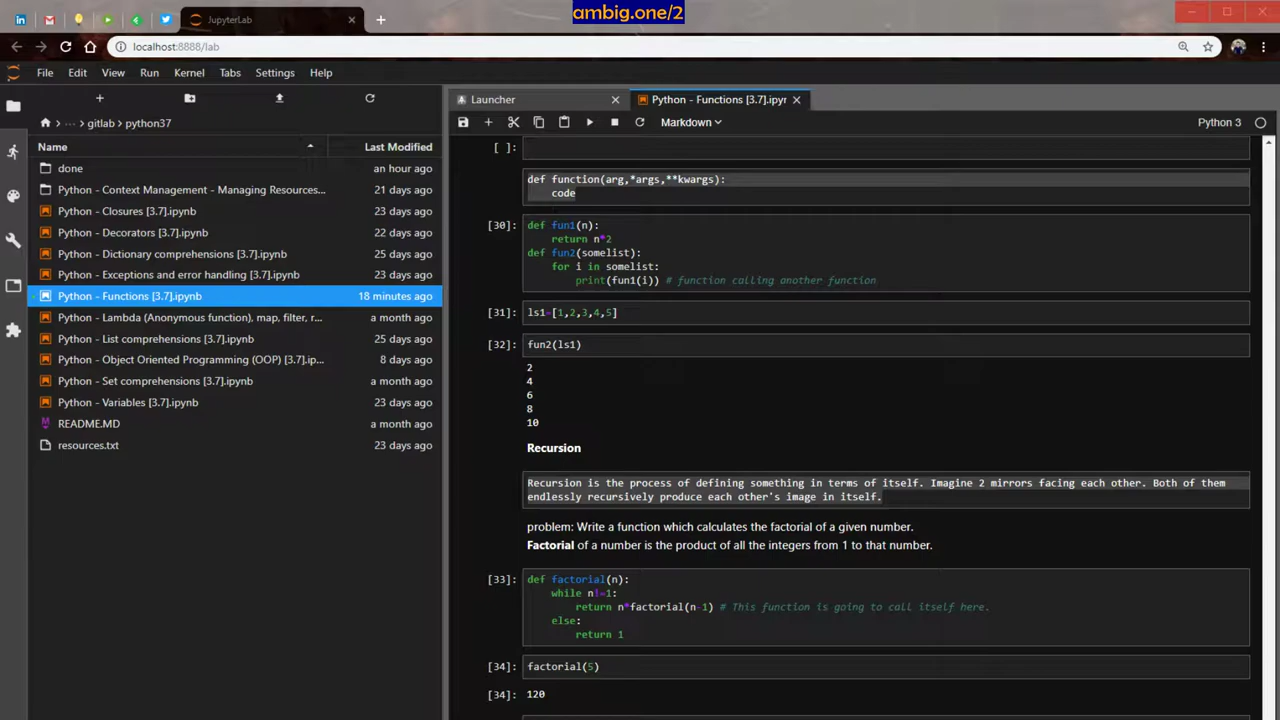 ambig.one/2
JupyterLab
localhost:8888/lab
File Edit View Run Kernel Tabs Settings Help
Launcher
Python - Functions [3.7].ipyr
Markdown
Python 3
... gitlab python37
Name Last Modified
done an hour ago
Python - Context Management - Managing Resources... 21 days ago
Python - Closures [3.7].ipynb 23 days ago
Python - Decorators [3.7].ipynb 22 days ago
Python - Dictionary comprehensions [3.7].ipynb 25 days ago
Python - Exceptions and error handling [3.7].ipynb 23 days ago
Python - Functions [3.7].ipynb 18 minutes ago
Python - Lambda (Anonymous function), map, filter, r... a month ago
Python - List comprehensions [3.7].ipynb 25 days ago
Python - Object Oriented Programming (OOP) [3.7].ip... 8 days ago
Python - Set comprehensions [3.7].ipynb a month ago
Python - Variables [3.7].ipynb 23 days ago
README.MD a month ago
resources.txt 23 days ago
[ ]:
def function(arg,*args,**kwargs):
code
[30]: def fun1(n):
return n*2
def fun2(somelist):
for i in somelist:
print(fun1(i)) # function calling another function
[31]: ls1=[1,2,3,4,5]
[32]: fun2(ls1)
2
4
6
8
10
Recursion
Recursion is the process of defining something in terms of itself. Imagine 2 mirrors facing each other. Both of them
endlessly recursively produce each other's image in itself.
problem: Write a function which calculates the factorial of a given number.
Factorial of a number is the product of all the integers from 1 to that number.
[33]: def factorial(n):
while n!=1:
return n*factorial(n-1) # This function is going to call itself here.
else:
return 1
[34]: factorial(5)
[34]: 120